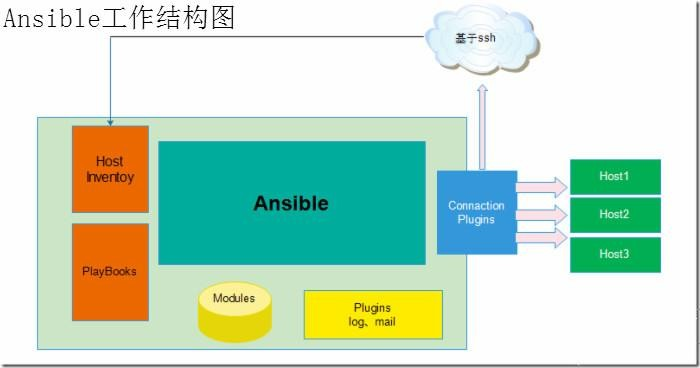 Ansible工作结构图
基于ssh
Host
Inventoy
Ansible
Connaction
Plugins
Host1
Host2
Host3
PlayBooks
Modules
Plugins
log、mail